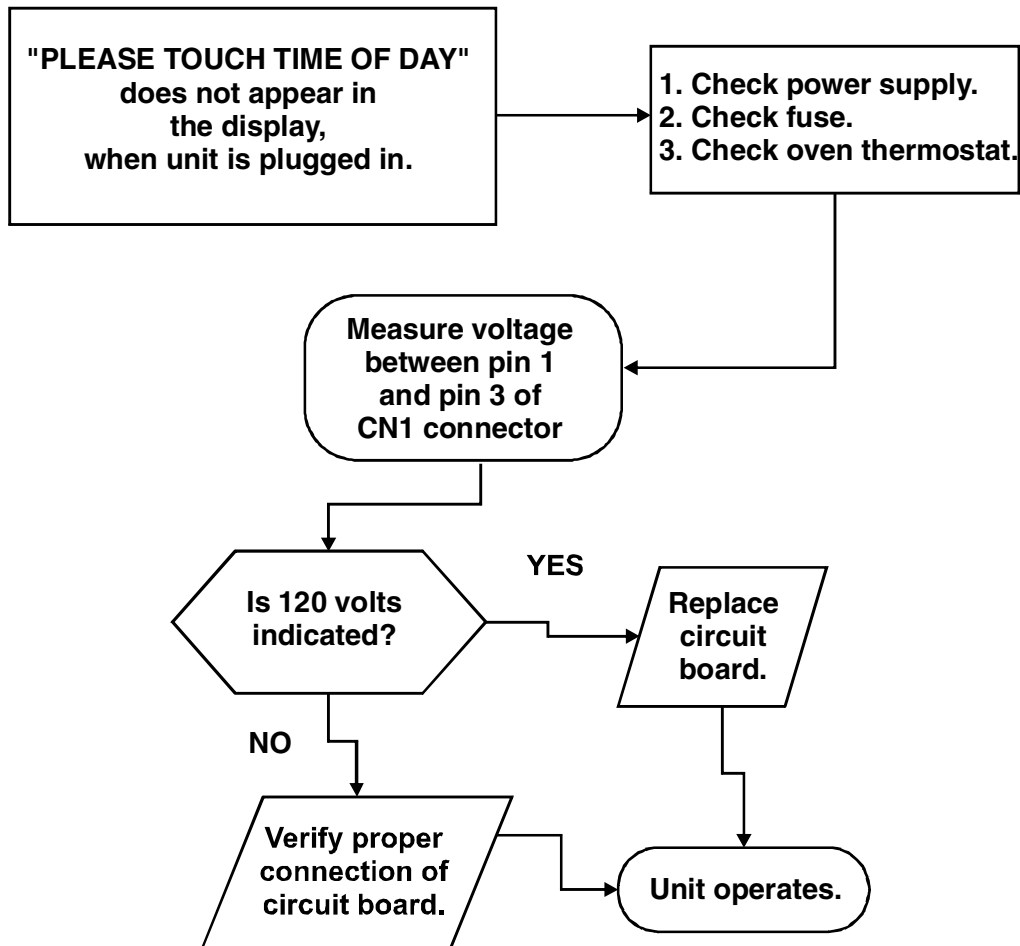 "PLEASE TOUCH TIME OF DAY"
does not appear in
the display,
when unit is plugged in.
1. Check power supply.
2. Check fuse.
3. Check oven thermostat.
Measure voltage
between pin 1
and pin 3 of
CN1 connector
Is 120 volts
indicated?
YES
Replace
circuit
board.
NO
Verify proper
connection of
circuit board.
Unit operates.